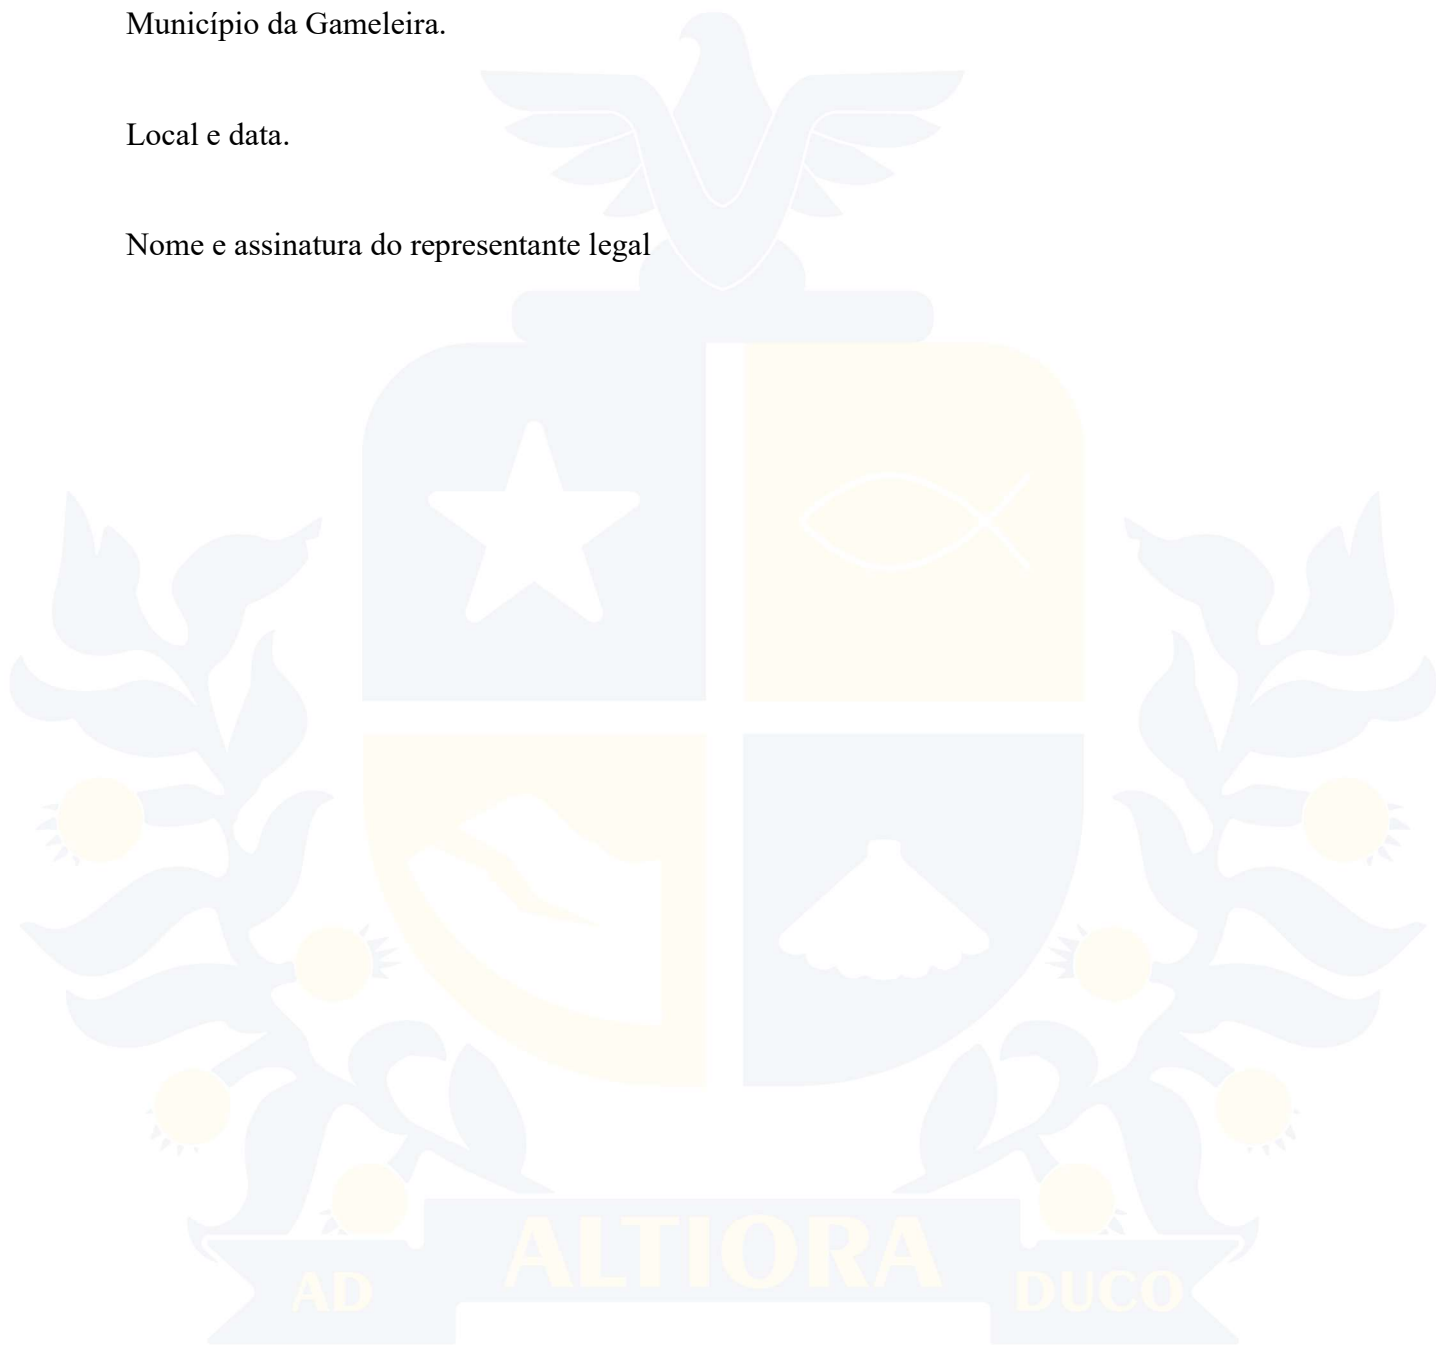 Município da Gameleira.
Local e data.
Nome e assinatura do representante legal
AD ALTIORA DUCO